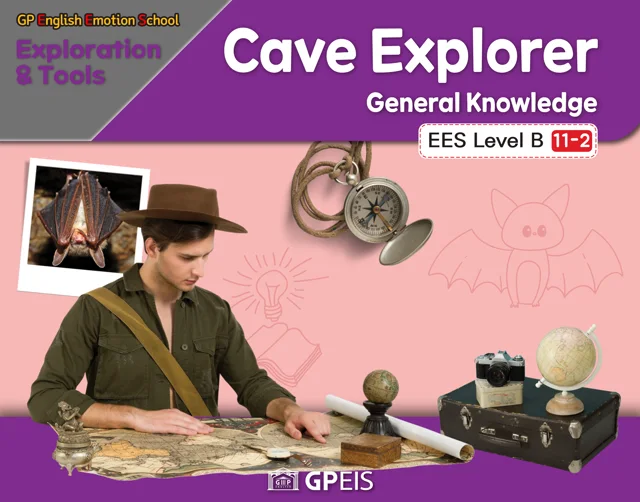 GP English Emotion School
Exploration
& Tools
Cave Explorer
General Knowledge
EES Level B 11-2
GPEIS